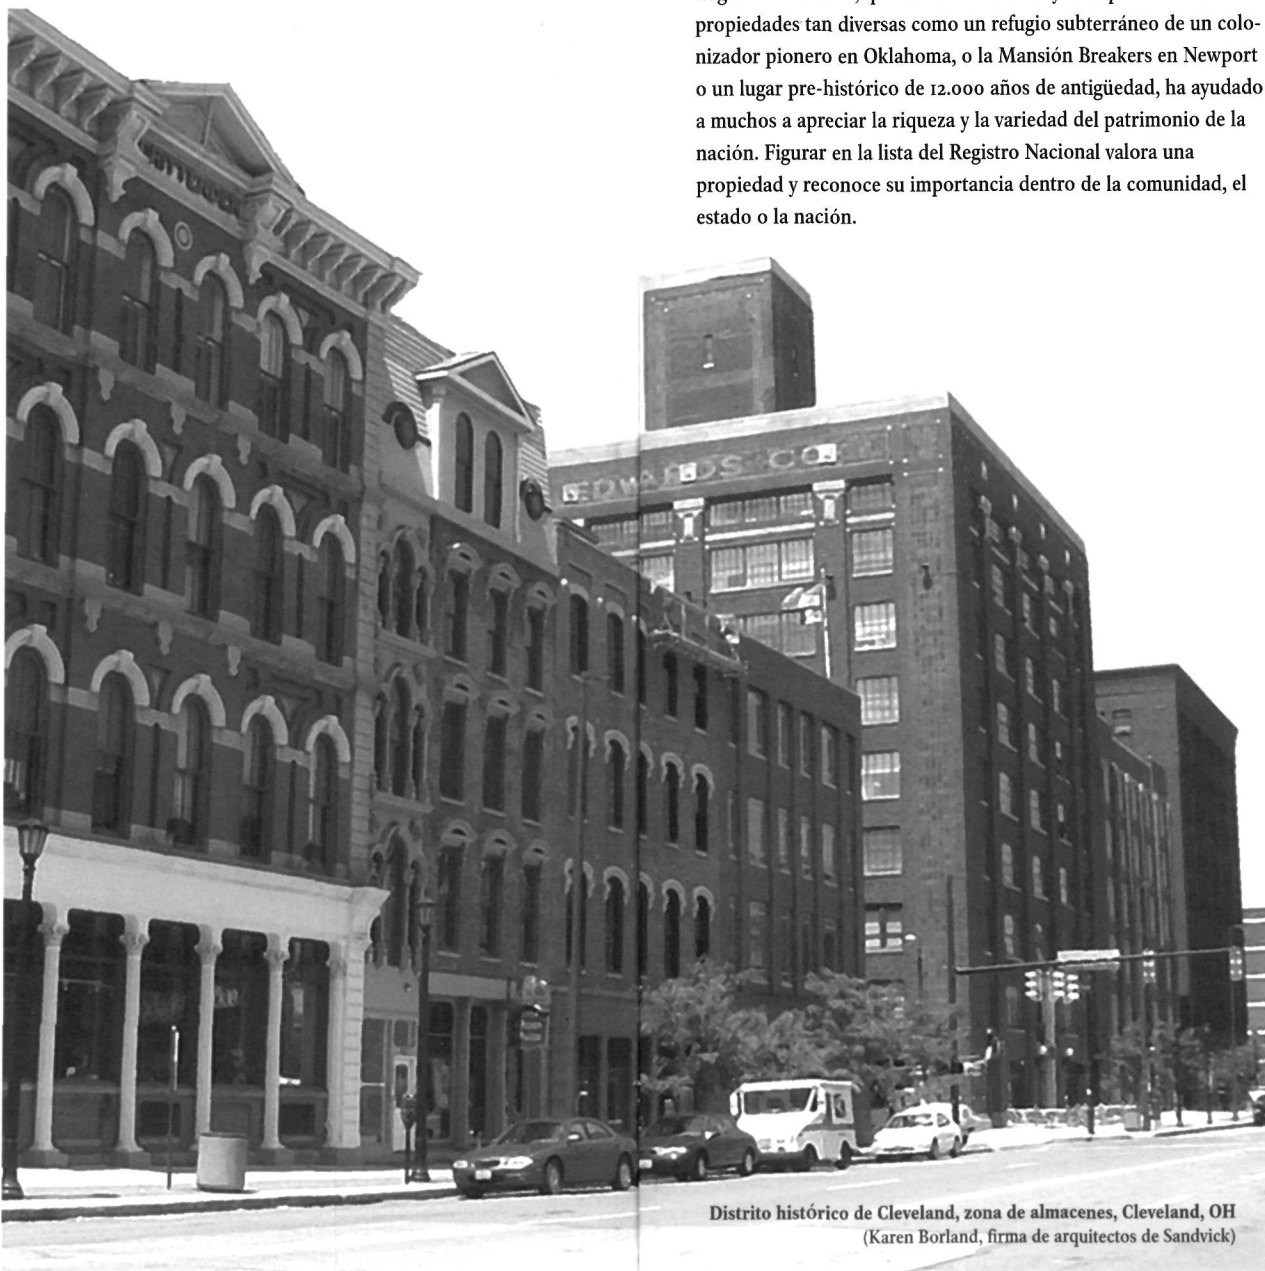 propiedades tan diversas como un refugio subterráneo de un colo-
nizador pionero en Oklahoma, o la Mansión Breakers en Newport
o un lugar pre-histórico de 12.000 años de antigüedad, ha ayudado
a muchos a apreciar la riqueza y la variedad del patrimonio de la
nación. Figurar en la lista del Registro Nacional valora una
propiedad y reconoce su importancia dentro de la comunidad, el
estado o la nación.
EDWARDS CO
Distrito histórico de Cleveland, zona de almacenes, Cleveland, OH
(Karen Borland, firma de arquitectos de Sandvick)